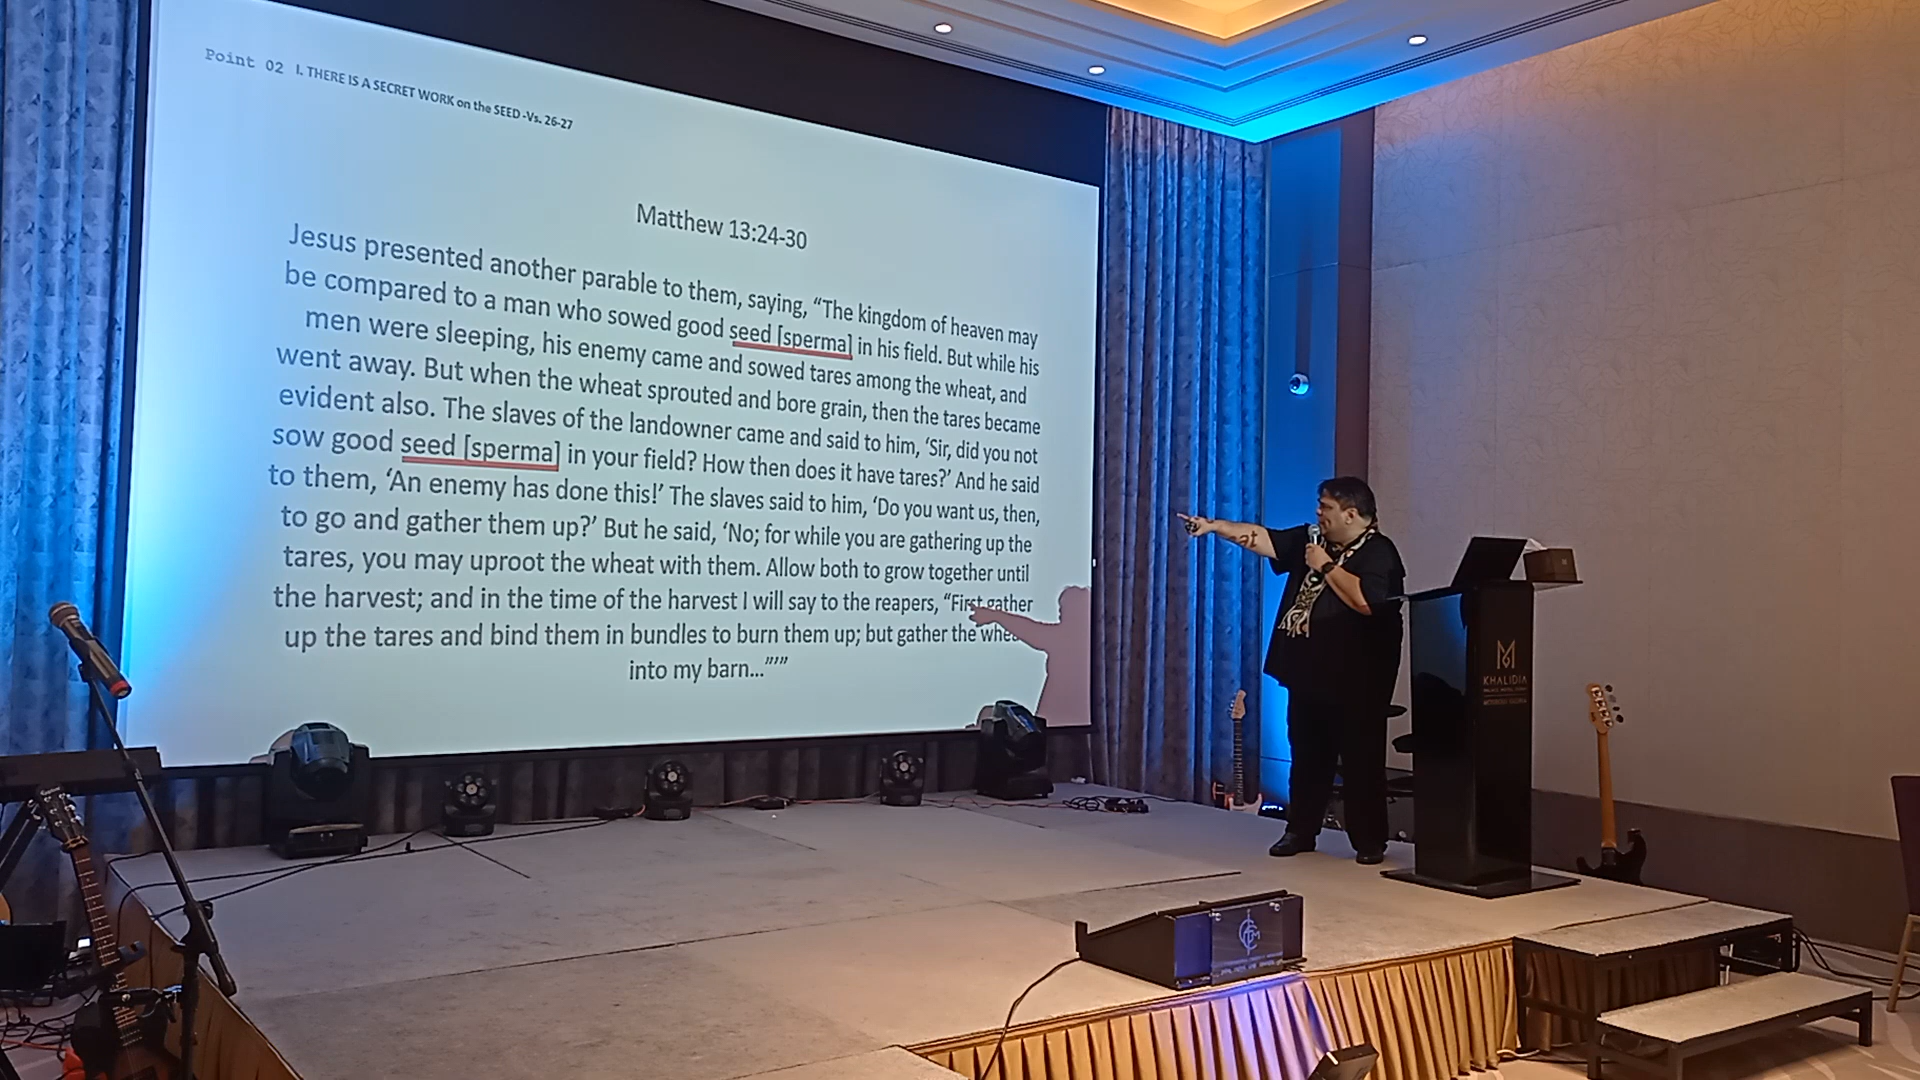 Point 02 I. THERE IS A SECRET WORK on the SEED -Vs. 26-27
Matthew 13:24-30
Jesus presented another parable to them, saying, “The kingdom of heaven may
be compared to a man who sowed good seed [sperma] in his field. But while his
men were sleeping, his enemy came and sowed tares among the wheat, and
went away. But when the wheat sprouted and bore grain, then the tares became
evident also. The slaves of the landowner came and said to him, ‘Sir, did you not
sow good seed [sperma] in your field? How then does it have tares?’ And he said
to them, ‘An enemy has done this!’ The slaves said to him, ‘Do you want us, then,
to go and gather them up?’ But he said, ‘No; for while you are gathering up the
tares, you may uproot the wheat with them. Allow both to grow together until
the harvest; and in the time of the harvest I will say to the reapers, “First gather
up the tares and bind them in bundles to burn them up; but gather the
into my barn…”’”
KHALIDIA